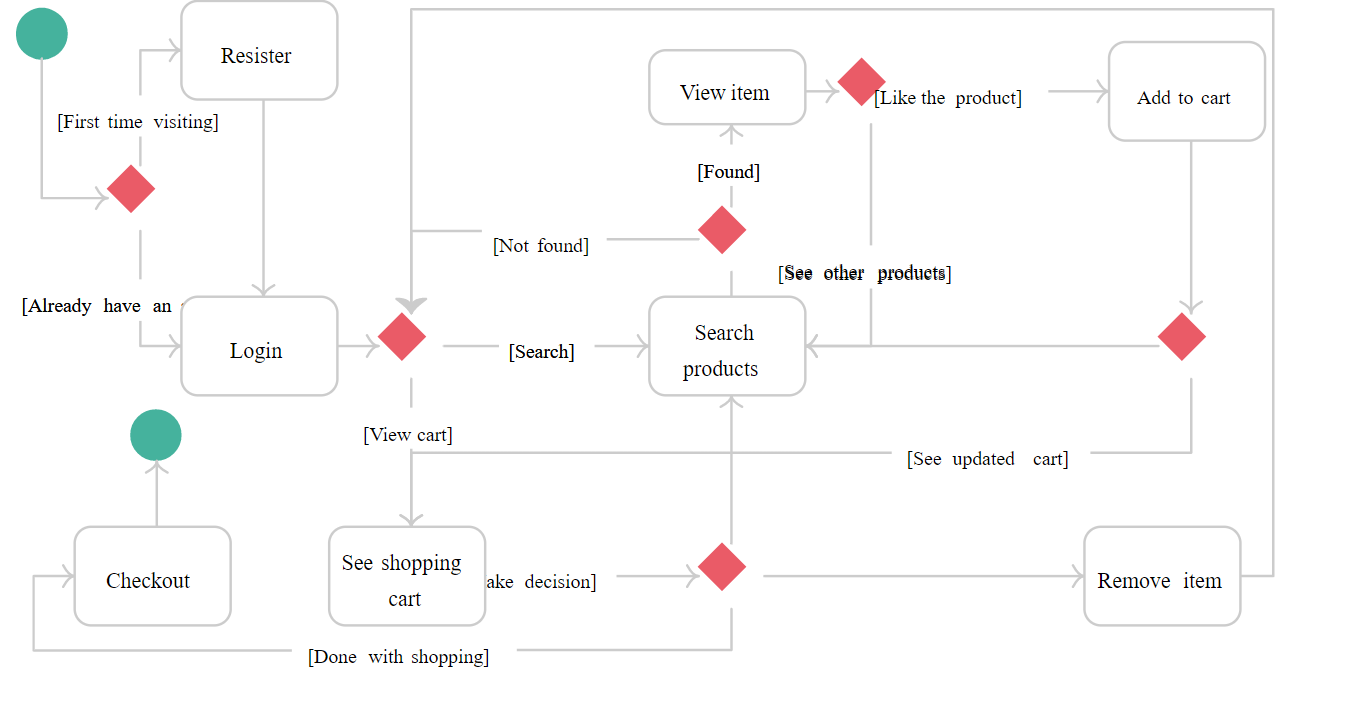 Resister
View item
[Like the product]
Add to cart
[First time visiting]
[Found]
[Not found]
[See other products]
[Already have an
Login
[Search]
Search
products
[View cart]
[See updated cart]
Checkout
See shopping
cart
ake decision]
Remove item
[Done with shopping]